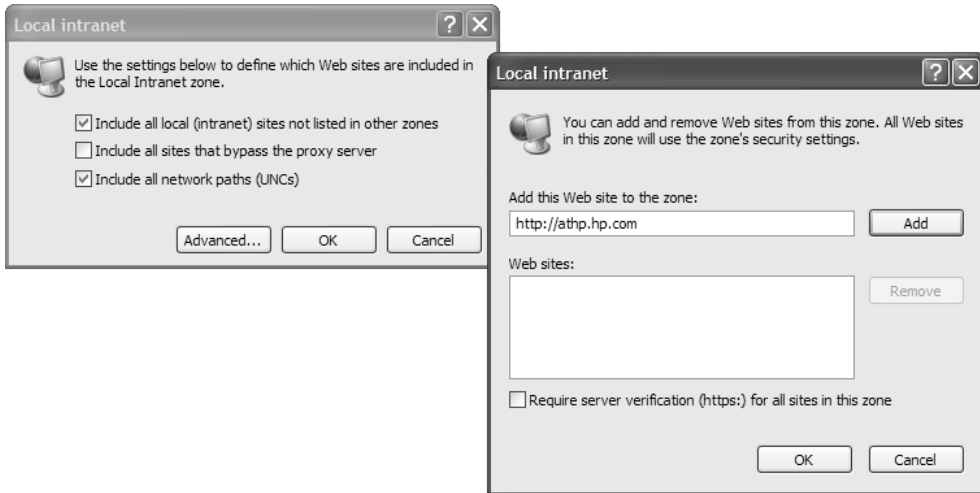 Local intranet
Use the settings below to define which Web sites are included in
the Local Intranet zone.
Include all local (intranet) sites not listed in other zones
Include all sites that bypass the proxy server
Include all network paths (UNCs)
Advanced...
OK
Cancel
Local intranet
You can add and remove Web sites from this zone. All Web sites
in this zone will use the zone's security settings.
Add this Web site to the zone:
http://athp.hp.com
Add
Web sites:
Remove
Require server verification (https:) for all sites in this zone
OK
Cancel